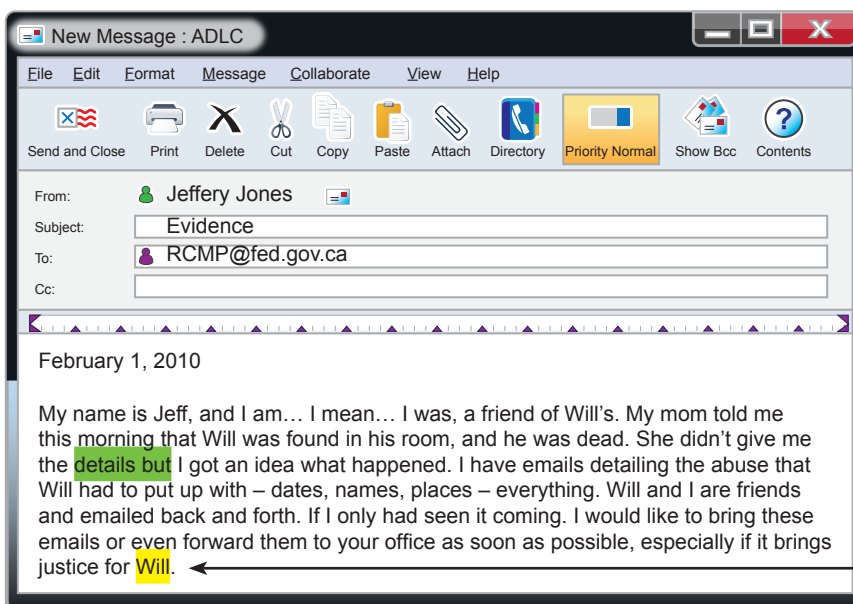 New Message : ADLC
X
File Edit Format Message Collaborate View Help
Send and Close Print Delete Cut Copy Paste Attach Directory Priority Normal Show Bcc Contents
From: Jeffery Jones
Subject: Evidence
To: RCMP@fed.gov.ca
Cc:
February 1, 2010
My name is Jeff, and I am… I mean… I was, a friend of Will’s. My mom told me
this morning that Will was found in his room, and he was dead. She didn’t give me
the details but I got an idea what happened. I have emails detailing the abuse that
Will had to put up with – dates, names, places – everything. Will and I are friends
and emailed back and forth. If I only had seen it coming. I would like to bring these
emails or even forward them to your office as soon as possible, especially if it brings
justice for Will.